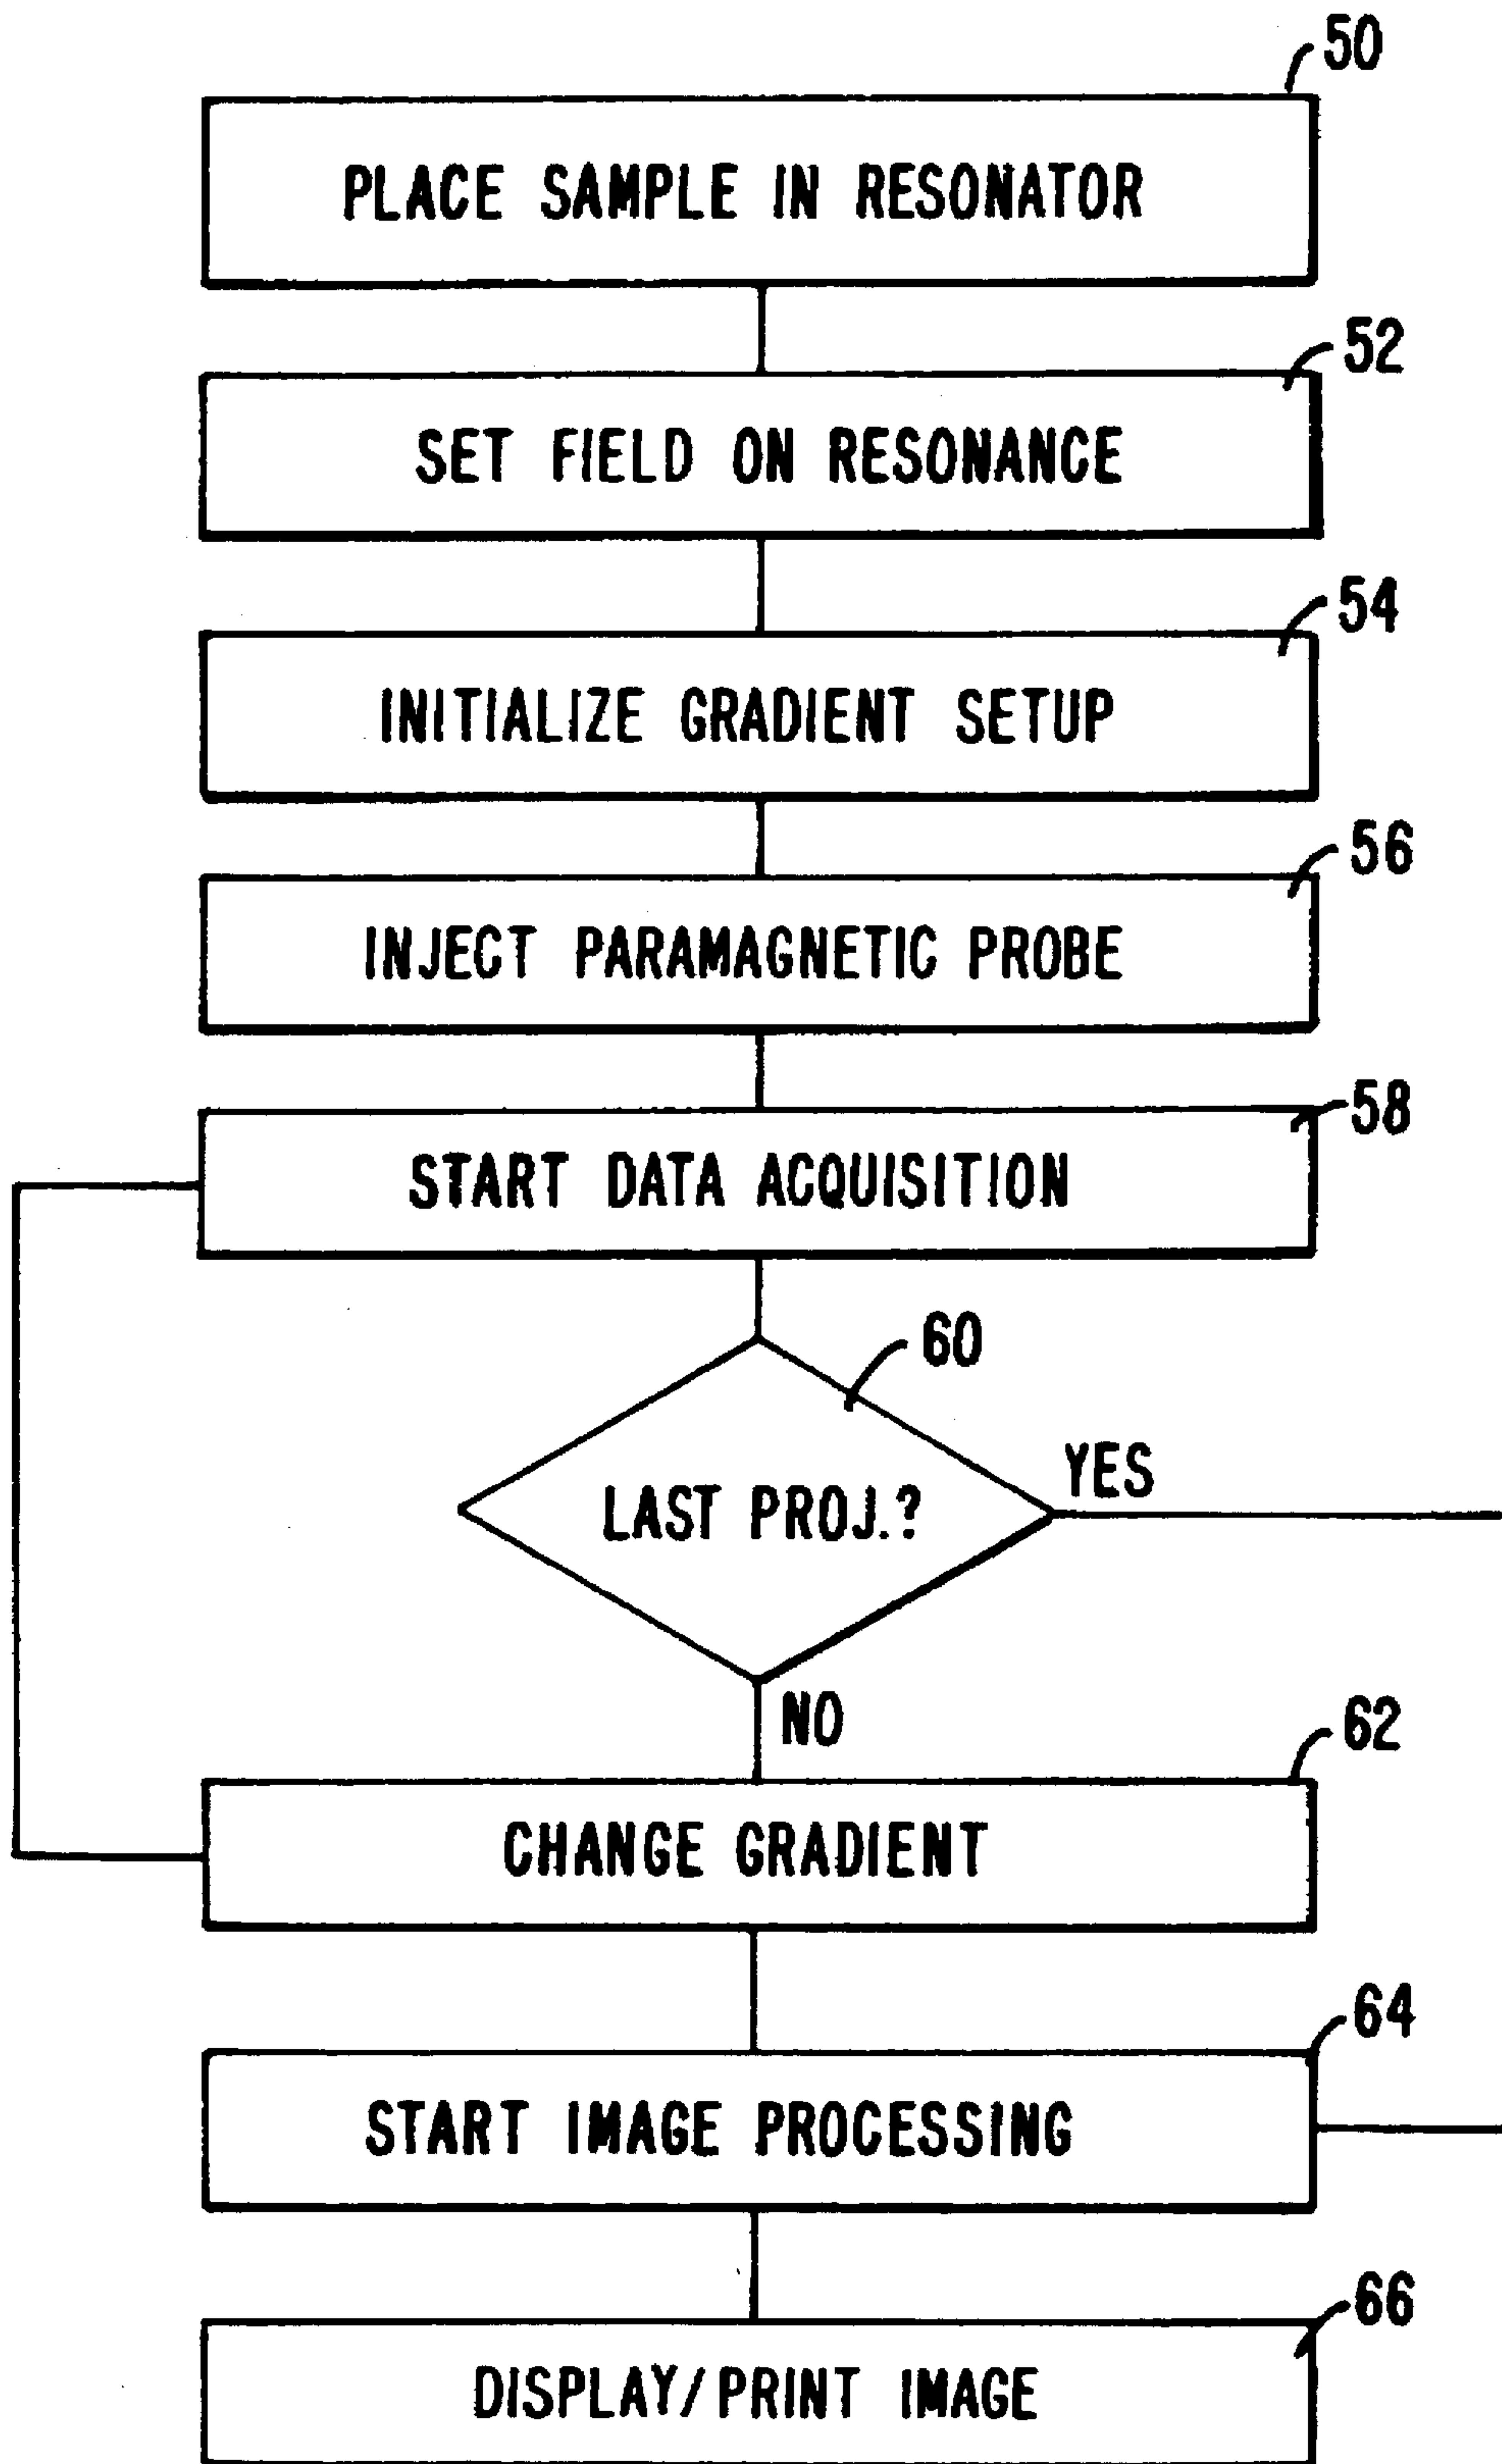 50
PLACE SAMPLE IN RESONATOR
52
SET FIELD ON RESONANCE
54
INITIALIZE GRADIENT SETUP
56
INJECT PARAMAGNETIC PROBE
58
START DATA ACQUISITION
60
LAST PROJ.?
YES
NO
62
CHANGE GRADIENT
64
START IMAGE PROCESSING
66
DISPLAY/PRINT IMAGE